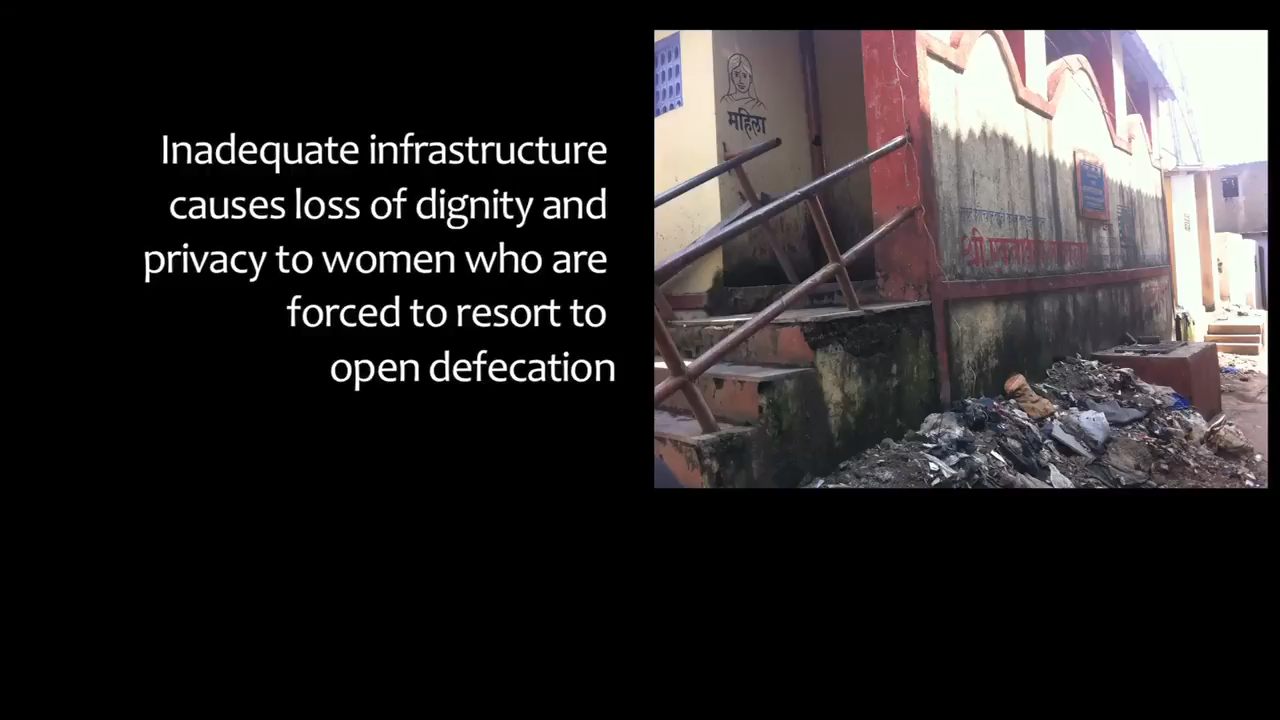 Inadequate infrastructure
causes loss of dignity and
privacy to women who are
forced to resort to
open defecation
महिला
श्री